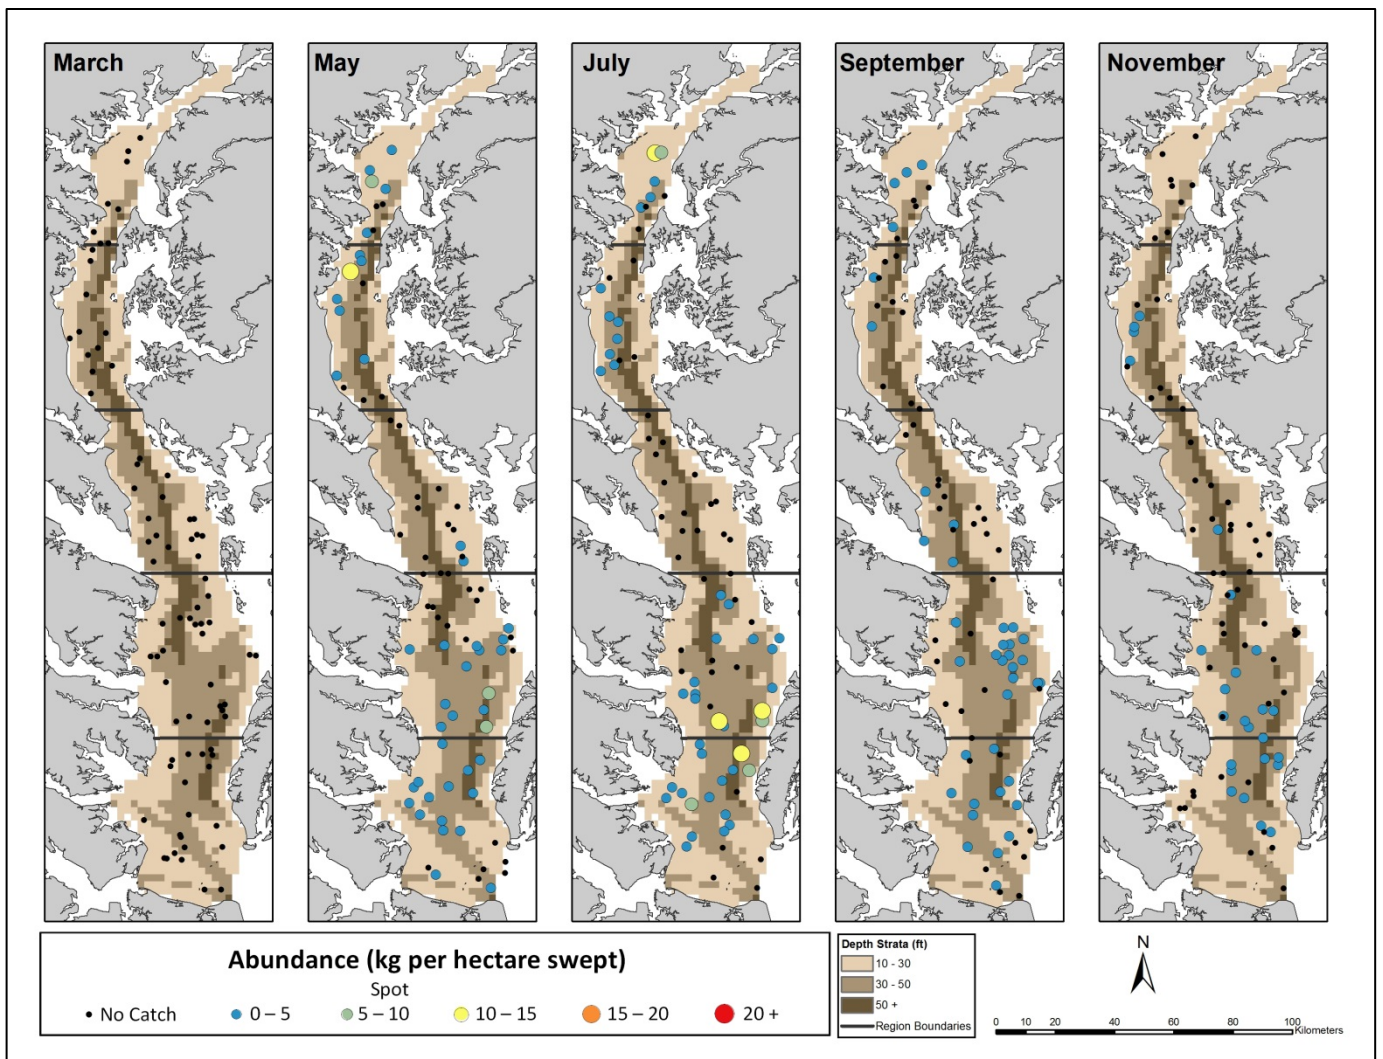 March
May
July
September
November
Abundance (kg per hectare swept)
Spot
No Catch
0 – 5
5 – 10
10 – 15
15 – 20
20 +
Depth Strata (ft)
10 - 30
30 - 50
50 +
Region Boundaries
N
0 10 20 40 60 80 100
Kilometers